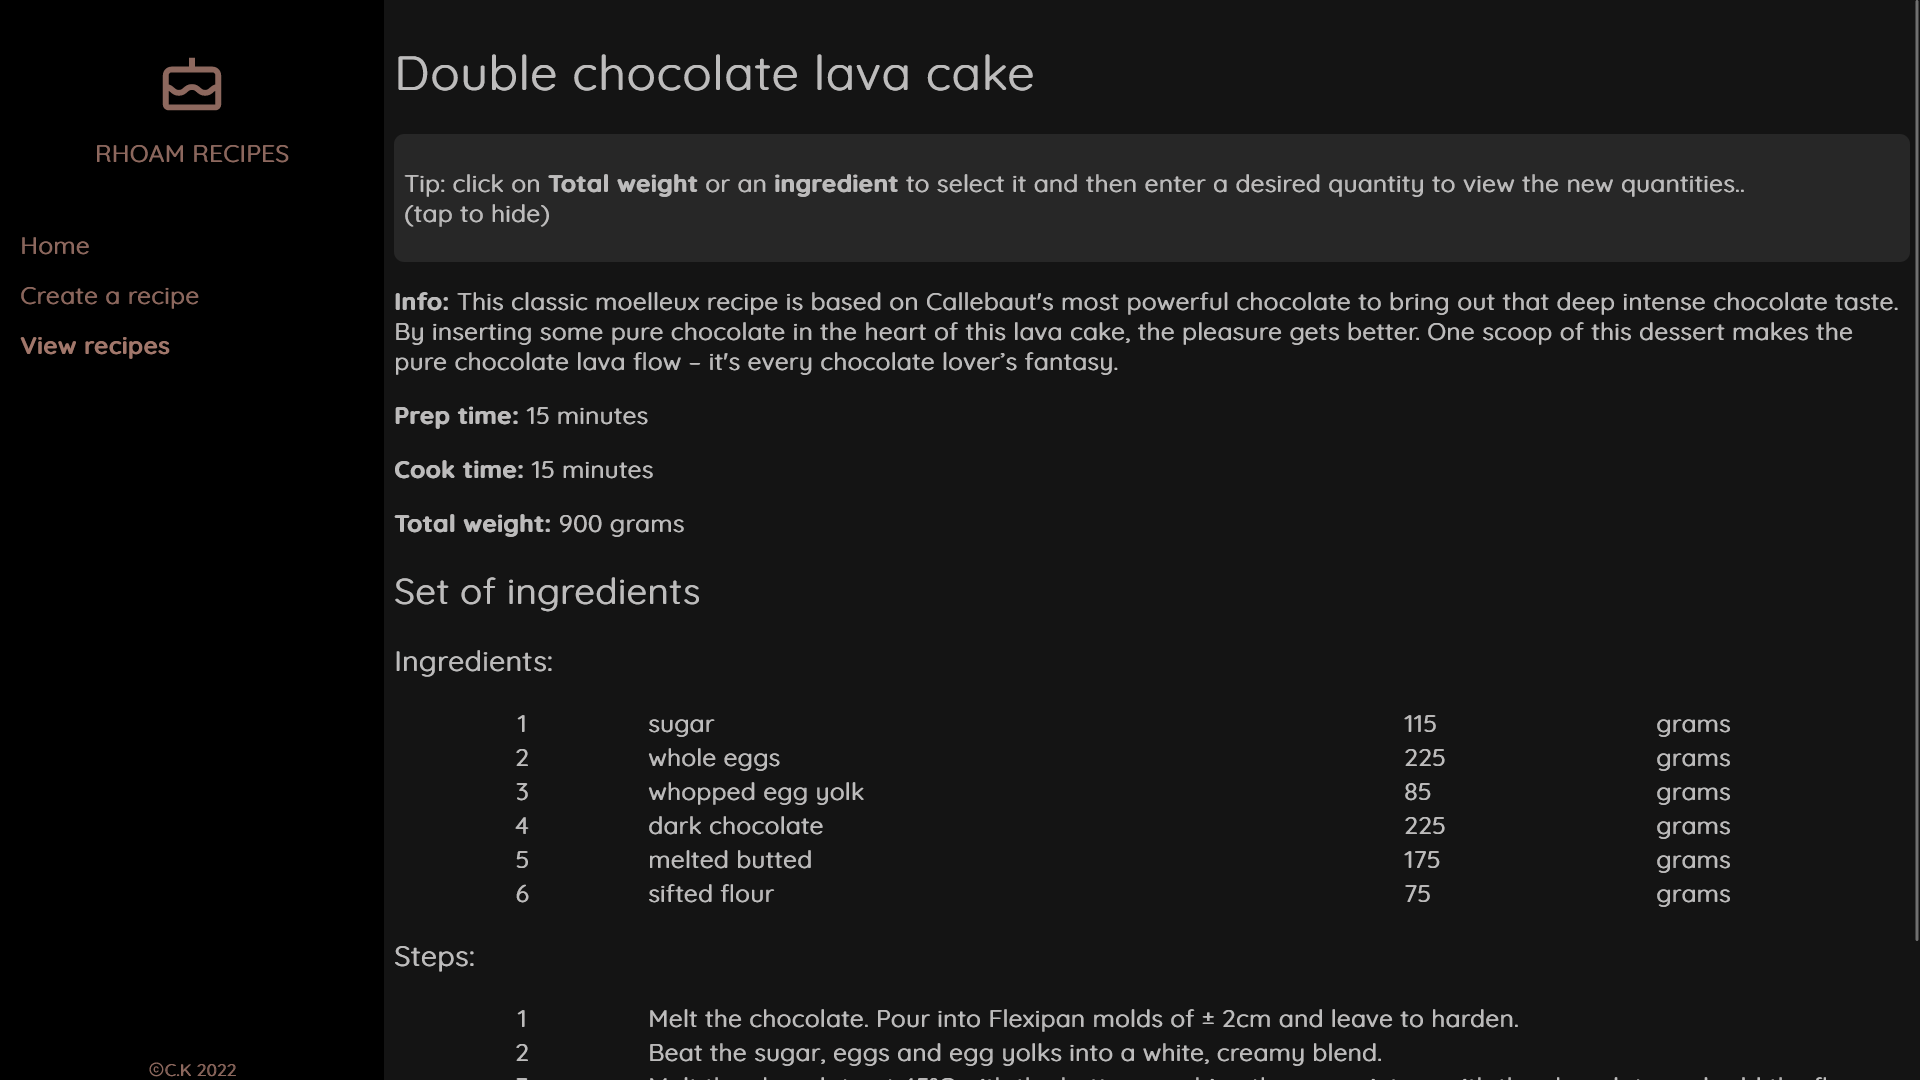 RHOAM RECIPES
Home
Create a recipe
View recipes
©C.K 2022
Double chocolate lava cake
Tip: click on Total weight or an ingredient to select it and then enter a desired quantity to view the new quantities..
(tap to hide)
Info: This classic moelleux recipe is based on Callebaut's most powerful chocolate to bring out that deep intense chocolate taste.
By inserting some pure chocolate in the heart of this lava cake, the pleasure gets better. One scoop of this dessert makes the
pure chocolate lava flow – it's every chocolate lover’s fantasy.
Prep time: 15 minutes
Cook time: 15 minutes
Total weight: 900 grams
Set of ingredients
Ingredients:
1 sugar 115 grams
2 whole eggs 225 grams
3 whopped egg yolk 85 grams
4 dark chocolate 225 grams
5 melted butted 175 grams
6 sifted flour 75 grams
Steps:
1 Melt the chocolate. Pour into Flexipan molds of ± 2cm and leave to harden.
2 Beat the sugar, eggs and egg yolks into a white, creamy blend.